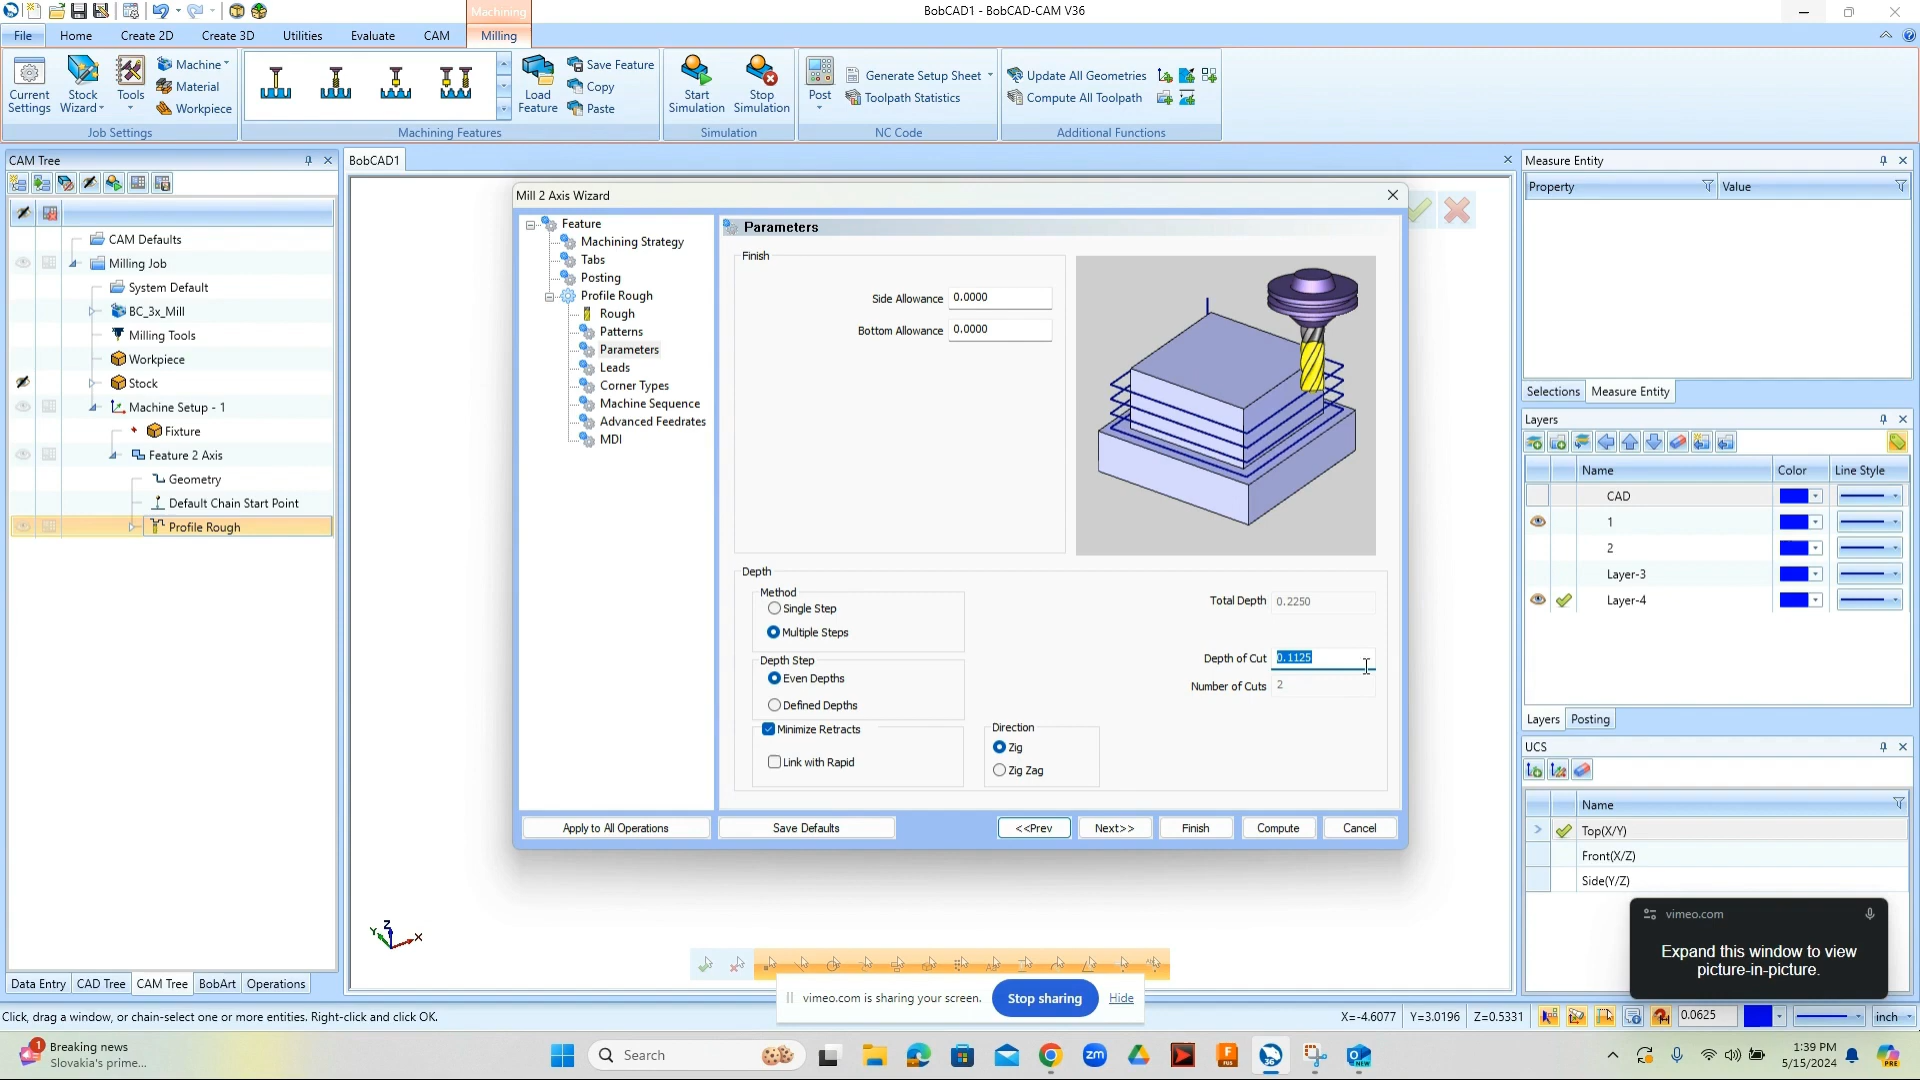 BobCAD1 - BobCAD-CAM V36
Machining
File
Home
Create 2D
Create 3D
Utilities
Evaluate
CAM
Milling
Current Settings
Stock Wizard
Tools
Machine
Material
Workpiece
Job Settings
Load Feature
Save Feature
Copy
Paste
Machining Features
Start Simulation
Stop Simulation
Simulation
Post
Generate Setup Sheet
Toolpath Statistics
NC Code
Update All Geometries
Compute All Toolpath
Additional Functions
CAM Tree
CAM Defaults
Milling Job
System Default
BC_3x_Mill
Milling Tools
Workpiece
Stock
Machine Setup - 1
Fixture
Feature 2 Axis
Geometry
Default Chain Start Point
Profile Rough
Data Entry
CAD Tree
CAM Tree
BobArt
Operations
BobCAD1
Mill 2 Axis Wizard
Feature
Machining Strategy
Tabs
Posting
Profile Rough
Rough
Patterns
Parameters
Leads
Corner Types
Machine Sequence
Advanced Feedrates
MDI
Parameters
Finish
Side Allowance 0.0000
Bottom Allowance 0.0000
Depth
Method
Single Step
Multiple Steps
Depth Step
Even Depths
Defined Depths
Minimize Retracts
Link with Rapid
Direction
Zig
Zig Zag
Total Depth 0.2250
Depth of Cut 0.1125
Number of Cuts 2
Apply to All Operations
Save Defaults
<<Prev
Next>>
Finish
Compute
Cancel
Measure Entity
Property
Value
Selections
Measure Entity
Layers
Name
Color
Line Style
CAD
1
2
Layer-3
Layer-4
Layers
Posting
UCS
Name
Top(X/Y)
Front(X/Z)
Side(Y/Z)
vimeo.com
Expand this window to view
picture-in-picture.
Z
Y
X
vimeo.com is sharing your screen.
Stop sharing
Hide
Click, drag a window, or chain-select one or more entities. Right-click and click OK.
X=-4.6077
Y=3.0196
Z=0.5331
0.0625
inch
Breaking news
Slovakia's prime...
1
Search
zm
FUS
36
NEW
1:39 PM
5/15/2024
PRE